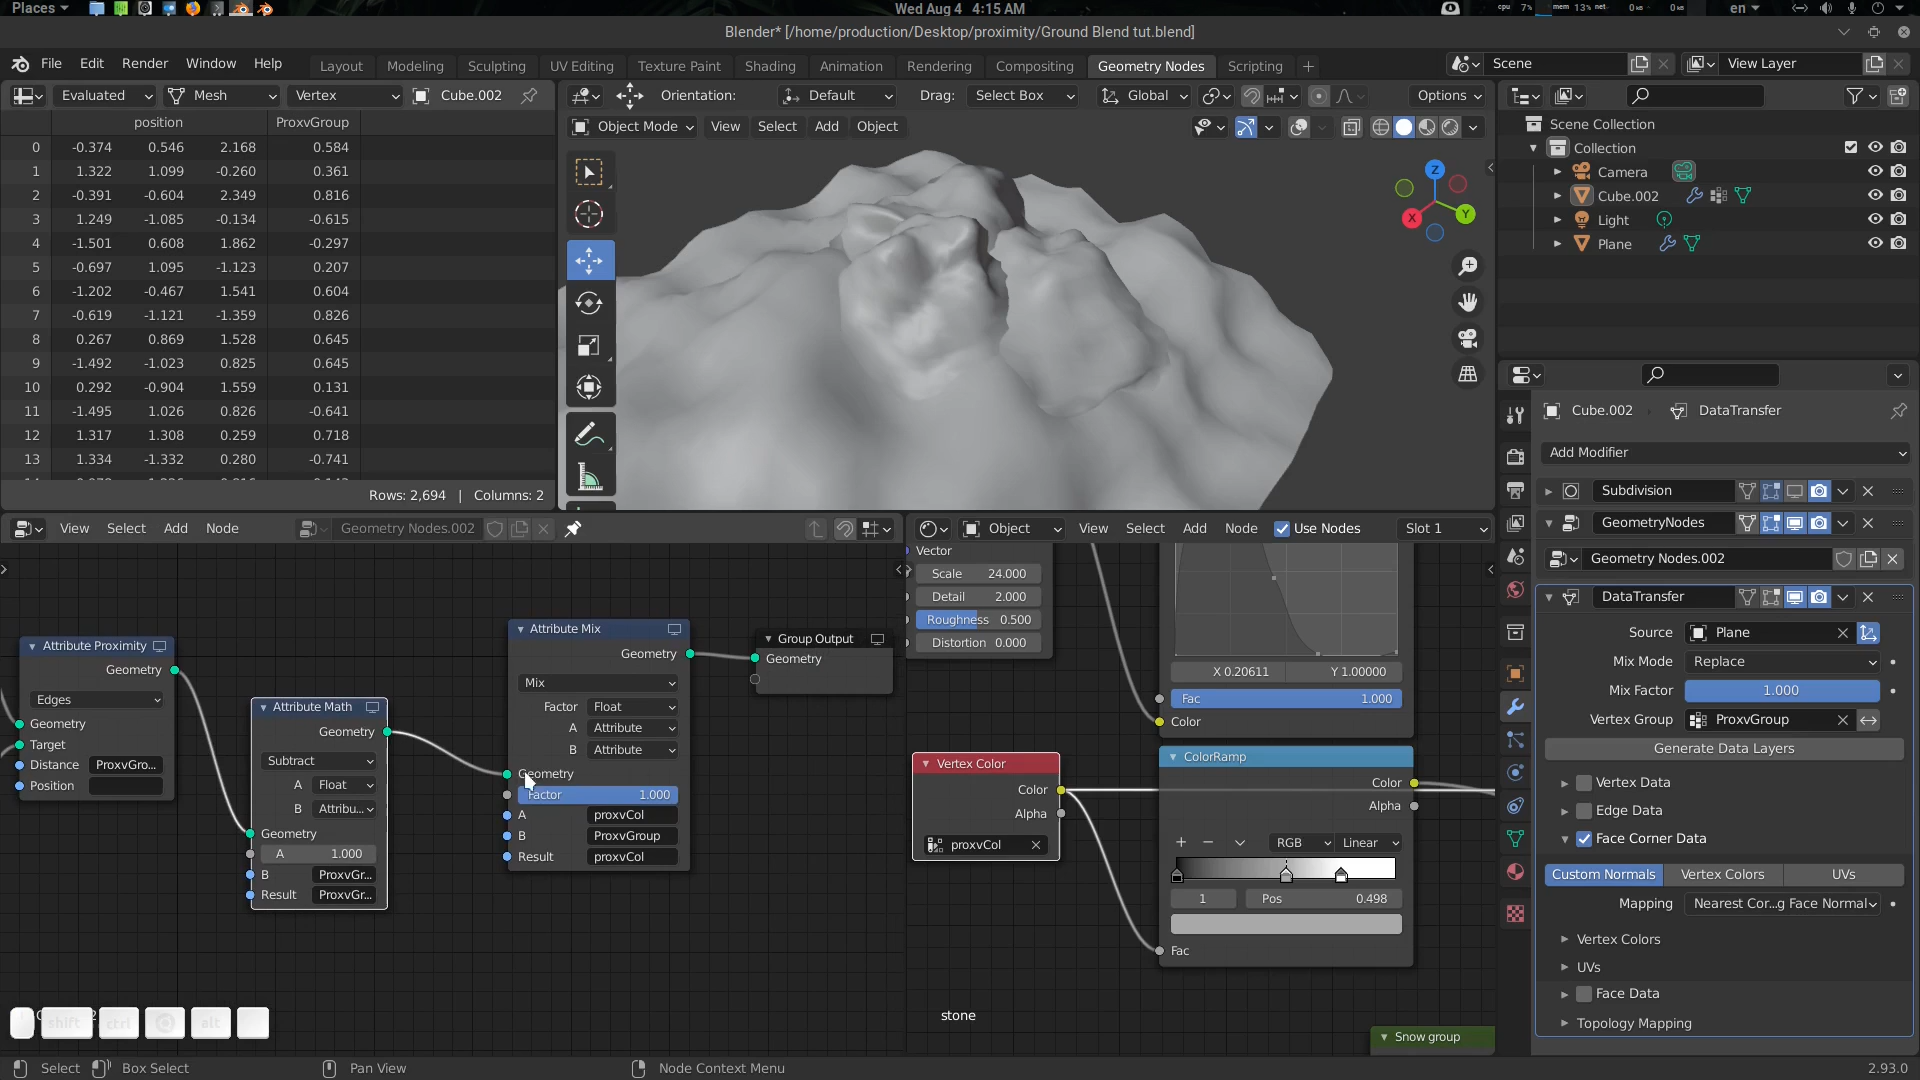 Places
Wed Aug 4 4:15 AM
cpu 7% mem 13% net 0 kB 0 kB
en
Blender* [/home/production/Desktop/proximity/Ground Blend tut.blend]
File Edit Render Window Help
Layout Modeling Sculpting UV Editing Texture Paint Shading Animation Rendering Compositing Geometry Nodes Scripting +
Scene
View Layer
Evaluated Mesh Vertex Cube.002
Orientation: Default Drag: Select Box Global Options
Object Mode View Select Add Object
position ProxvGroup
0 -0.374 0.546 2.168 0.584
1 1.322 1.099 -0.260 0.361
2 -0.391 -0.604 2.349 0.816
3 1.249 -1.085 -0.134 -0.615
4 -1.501 0.608 1.862 -0.297
5 -0.697 1.095 -1.123 0.207
6 -1.202 -0.467 1.541 0.604
7 -0.619 -1.121 -1.359 0.826
8 0.267 0.869 1.528 0.645
9 -1.492 -1.023 0.825 0.645
10 0.292 -0.904 1.559 0.131
11 -1.495 1.026 0.826 -0.641
12 1.317 1.308 0.259 0.718
13 1.334 -1.332 0.280 -0.741
Rows: 2,694 | Columns: 2
Z
X
Y
Scene Collection
Collection
Camera
Cube.002
Light
Plane
Cube.002 DataTransfer
Add Modifier
Subdivision
GeometryNodes
Geometry Nodes.002
DataTransfer
Source Plane
Mix Mode Replace
Mix Factor 1.000
Vertex Group ProxvGroup
Generate Data Layers
Vertex Data
Edge Data
Face Corner Data
Custom Normals Vertex Colors UVs
Mapping Nearest Cor...g Face Normal
Vertex Colors
UVs
Face Data
Topology Mapping
View Select Add Node Geometry Nodes.002
Attribute Proximity
Geometry
Edges
Geometry
Target
Distance ProxvGro...
Position
Attribute Math
Geometry
Subtract
A Float
B Attribu...
Geometry
A 1.000
B ProxvGr...
Result ProxvGr...
Attribute Mix
Geometry
Mix
Factor Float
A Attribute
B Attribute
Geometry
Factor 1.000
A proxvCol
B ProxvGroup
Result proxvCol
Group Output
Geometry
shift ctrl alt
Object View Select Add Node Use Nodes Slot 1
Vector
Scale 24.000
Detail 2.000
Roughness 0.500
Distortion 0.000
X 0.20611 Y 1.00000
Fac 1.000
Color
Vertex Color
Color
Alpha
proxvCol
ColorRamp
Color
Alpha
+ − RGB Linear
1 Pos 0.498
Fac
stone
Snow group
Select Box Select Pan View Node Context Menu 2.93.0